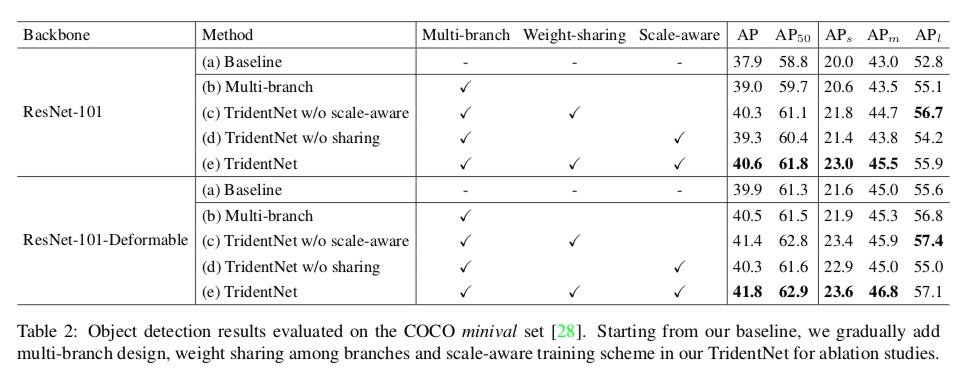 Backbone Method Multi-branch Weight-sharing Scale-aware AP AP50 APs APm APl
(a) Baseline - - - 37.9 58.8 20.0 43.0 52.8
(b) Multi-branch ✓ 39.0 59.7 20.6 43.5 55.1
ResNet-101 (c) TridentNet w/o scale-aware ✓ ✓ 40.3 61.1 21.8 44.7 56.7
(d) TridentNet w/o sharing ✓ ✓ 39.3 60.4 21.4 43.8 54.2
(e) TridentNet ✓ ✓ ✓ 40.6 61.8 23.0 45.5 55.9
(a) Baseline - - - 39.9 61.3 21.6 45.0 55.6
(b) Multi-branch ✓ 40.5 61.5 21.9 45.3 56.8
ResNet-101-Deformable (c) TridentNet w/o scale-aware ✓ ✓ 41.4 62.8 23.4 45.9 57.4
(d) TridentNet w/o sharing ✓ ✓ 40.3 61.6 22.9 45.0 55.0
(e) TridentNet ✓ ✓ ✓ 41.8 62.9 23.6 46.8 57.1
Table 2: Object detection results evaluated on the COCO minival set [28]. Starting from our baseline, we gradually add
multi-branch design, weight sharing among branches and scale-aware training scheme in our TridentNet for ablation studies.